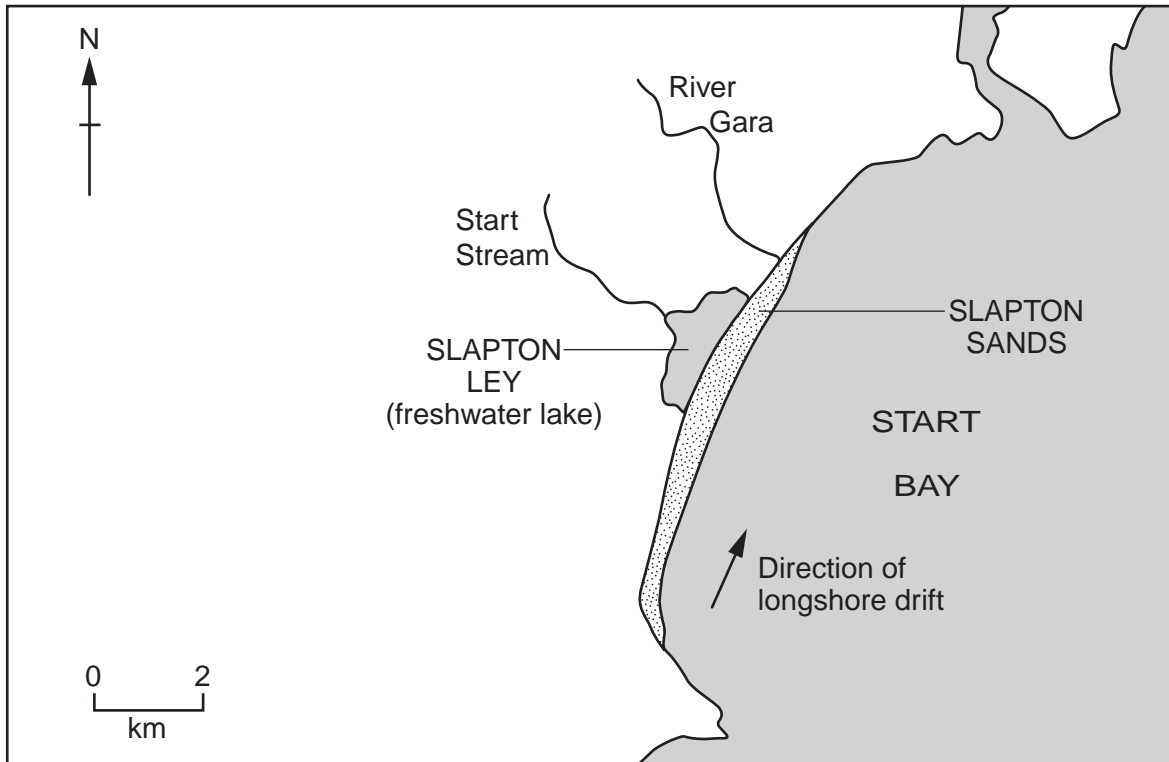 N
River
Gara
Start
Stream
SLAPTON
LEY
(freshwater lake)
SLAPTON
SANDS
START
BAY
Direction of
longshore drift
0 2
km